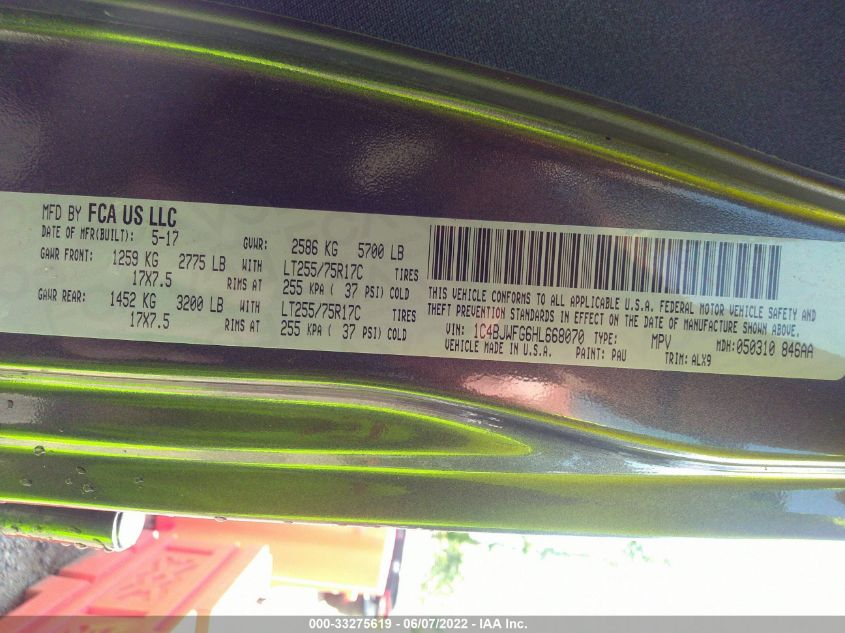 MFD BY FCA US LLC
DATE OF MFR(BUILT): 5-17 GVWR: 2586 KG 5700 LB
GAWR FRONT: 1259 KG 2775 LB WITH LT255/75R17C TIRES
17X7.5 RIMS AT 255 KPA ( 37 PSI) COLD
GAWR REAR: 1452 KG 3200 LB WITH LT255/75R17C TIRES
17X7.5 RIMS AT 255 KPA ( 37 PSI) COLD
THIS VEHICLE CONFORMS TO ALL APPLICABLE U.S.A. FEDERAL MOTOR VEHICLE SAFETY AND
THEFT PREVENTION STANDARDS IN EFFECT ON THE DATE OF MANUFACTURE SHOWN ABOVE.
VIN: 1C4BJWFG6HL668070 TYPE: MPV MDH: 050310 846AA
VEHICLE MADE IN U.S.A. PAINT: PAU TRIM: ALX9
000-33275619 - 06/07/2022 - IAA Inc.